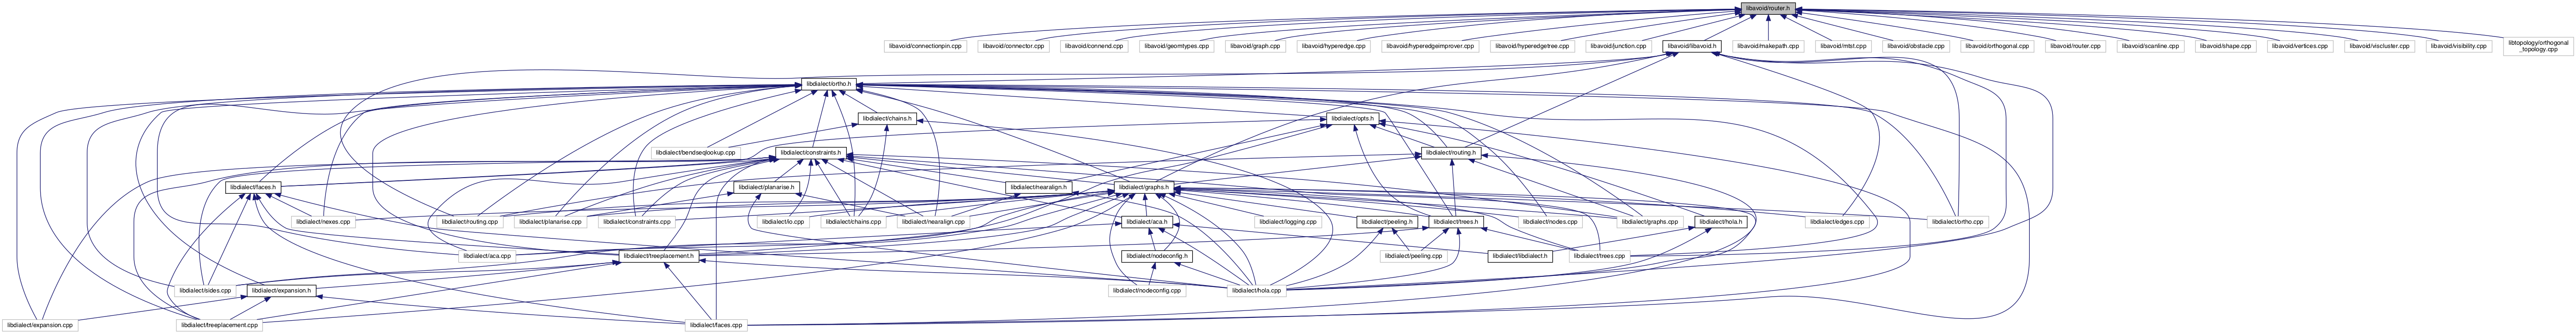 libavoid/router.h
libavoid/connectionpin.cpp
libavoid/connector.cpp
libavoid/connend.cpp
libavoid/geomtypes.cpp
libavoid/graph.cpp
libavoid/hyperedge.cpp
libavoid/hyperedgeimprover.cpp
libavoid/hyperedgetree.cpp
libavoid/junction.cpp
libavoid/libavoid.h
libavoid/makepath.cpp
libavoid/mtst.cpp
libavoid/obstacle.cpp
libavoid/orthogonal.cpp
libavoid/router.cpp
libavoid/scanline.cpp
libavoid/shape.cpp
libavoid/vertices.cpp
libavoid/viscluster.cpp
libavoid/visibility.cpp
libtopology/orthogonal
_topology.cpp
libdialect/ortho.h
libdialect/chains.h
libdialect/opts.h
libdialect/bendseqlookup.cpp
libdialect/constraints.h
libdialect/routing.h
libdialect/faces.h
libdialect/planarise.h
libdialect/nearalign.h
libdialect/graphs.h
libdialect/nexes.cpp
libdialect/routing.cpp
libdialect/planarise.cpp
libdialect/constraints.cpp
libdialect/io.cpp
libdialect/chains.cpp
libdialect/nearalign.cpp
libdialect/aca.h
libdialect/logging.cpp
libdialect/peeling.h
libdialect/trees.h
libdialect/nodes.cpp
libdialect/graphs.cpp
libdialect/hola.h
libdialect/edges.cpp
libdialect/ortho.cpp
libdialect/aca.cpp
libdialect/treeplacement.h
libdialect/nodeconfig.h
libdialect/peeling.cpp
libdialect/libdialect.h
libdialect/trees.cpp
libdialect/sides.cpp
libdialect/expansion.h
libdialect/nodeconfig.cpp
libdialect/hola.cpp
libdialect/expansion.cpp
libdialect/treeplacement.cpp
libdialect/faces.cpp